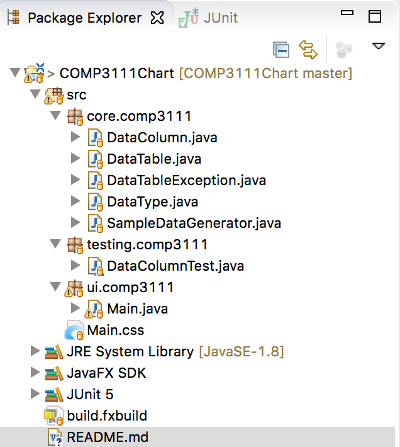 Package Explorer JUnit
> COMP3111Chart [COMP3111Chart master]
src
core.comp3111
DataColumn.java
DataTable.java
DataTableException.java
DataType.java
SampleDataGenerator.java
testing.comp3111
DataColumnTest.java
ui.comp3111
Main.java
Main.css
JRE System Library [JavaSE-1.8]
JavaFX SDK
JUnit 5
build.fxbuild
README.md